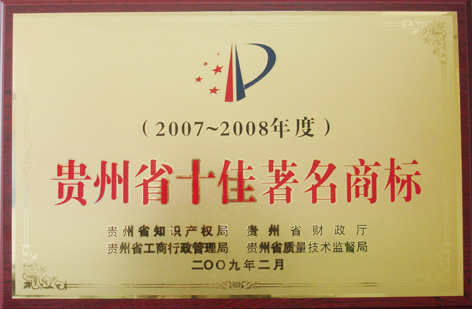 （2007~2008年度）
贵州省十佳著名商标
贵州省知识产权局 贵州省财政厅
贵州省工商行政管理局 贵州省质量技术监督局
二〇〇九年二月